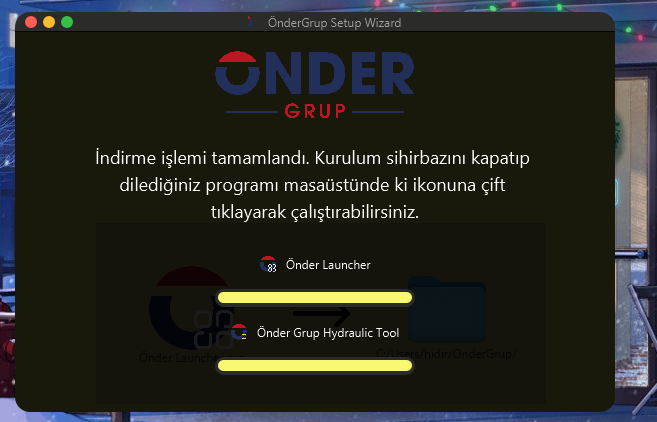 ÖnderGrup Setup Wizard
ÖNDER
GRUP
İndirme işlemi tamamlandı. Kurulum sihirbazını kapatıp
dilediğiniz programı masaüstünde ki ikonuna çift
tıklayarak çalıştırabilirsiniz.
Önder Launcher
Önder Grup Hydraulic Tool
Önder Launcher
C:/Users/hidir/OnderGrup/